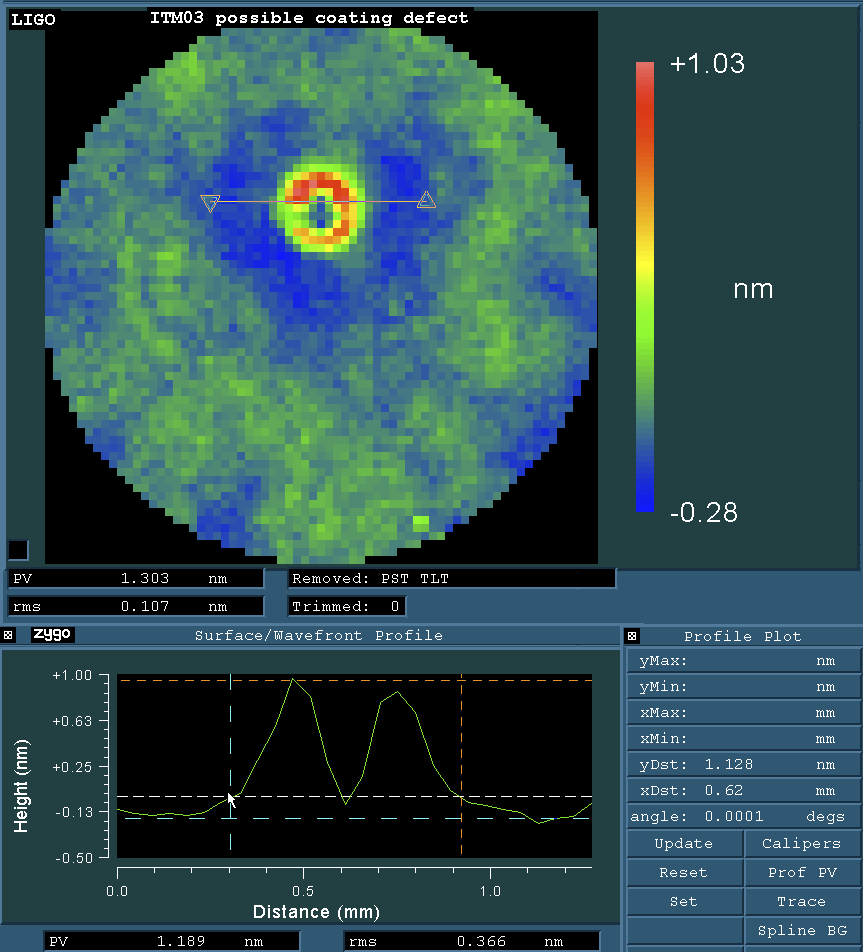 LIGO
ITM03 possible coating defect
+1.03
nm
-0.28
PV 1.303 nm
Removed: PST TLT
rms 0.107 nm
Trimmed: 0
zygo
Surface/Wavefront Profile
Profile Plot
+1.00
+0.63
+0.25
-0.13
-0.50
Height (nm)
0.0
0.5
1.0
Distance (mm)
yMax: nm
yMin: nm
xMax: mm
xMin: mm
yDst: 1.128 nm
xDst: 0.62 mm
angle: 0.0001 degs
Update
Calipers
Reset
Prof PV
Set
Trace
Spline BG
PV 1.189 nm
rms 0.366 nm